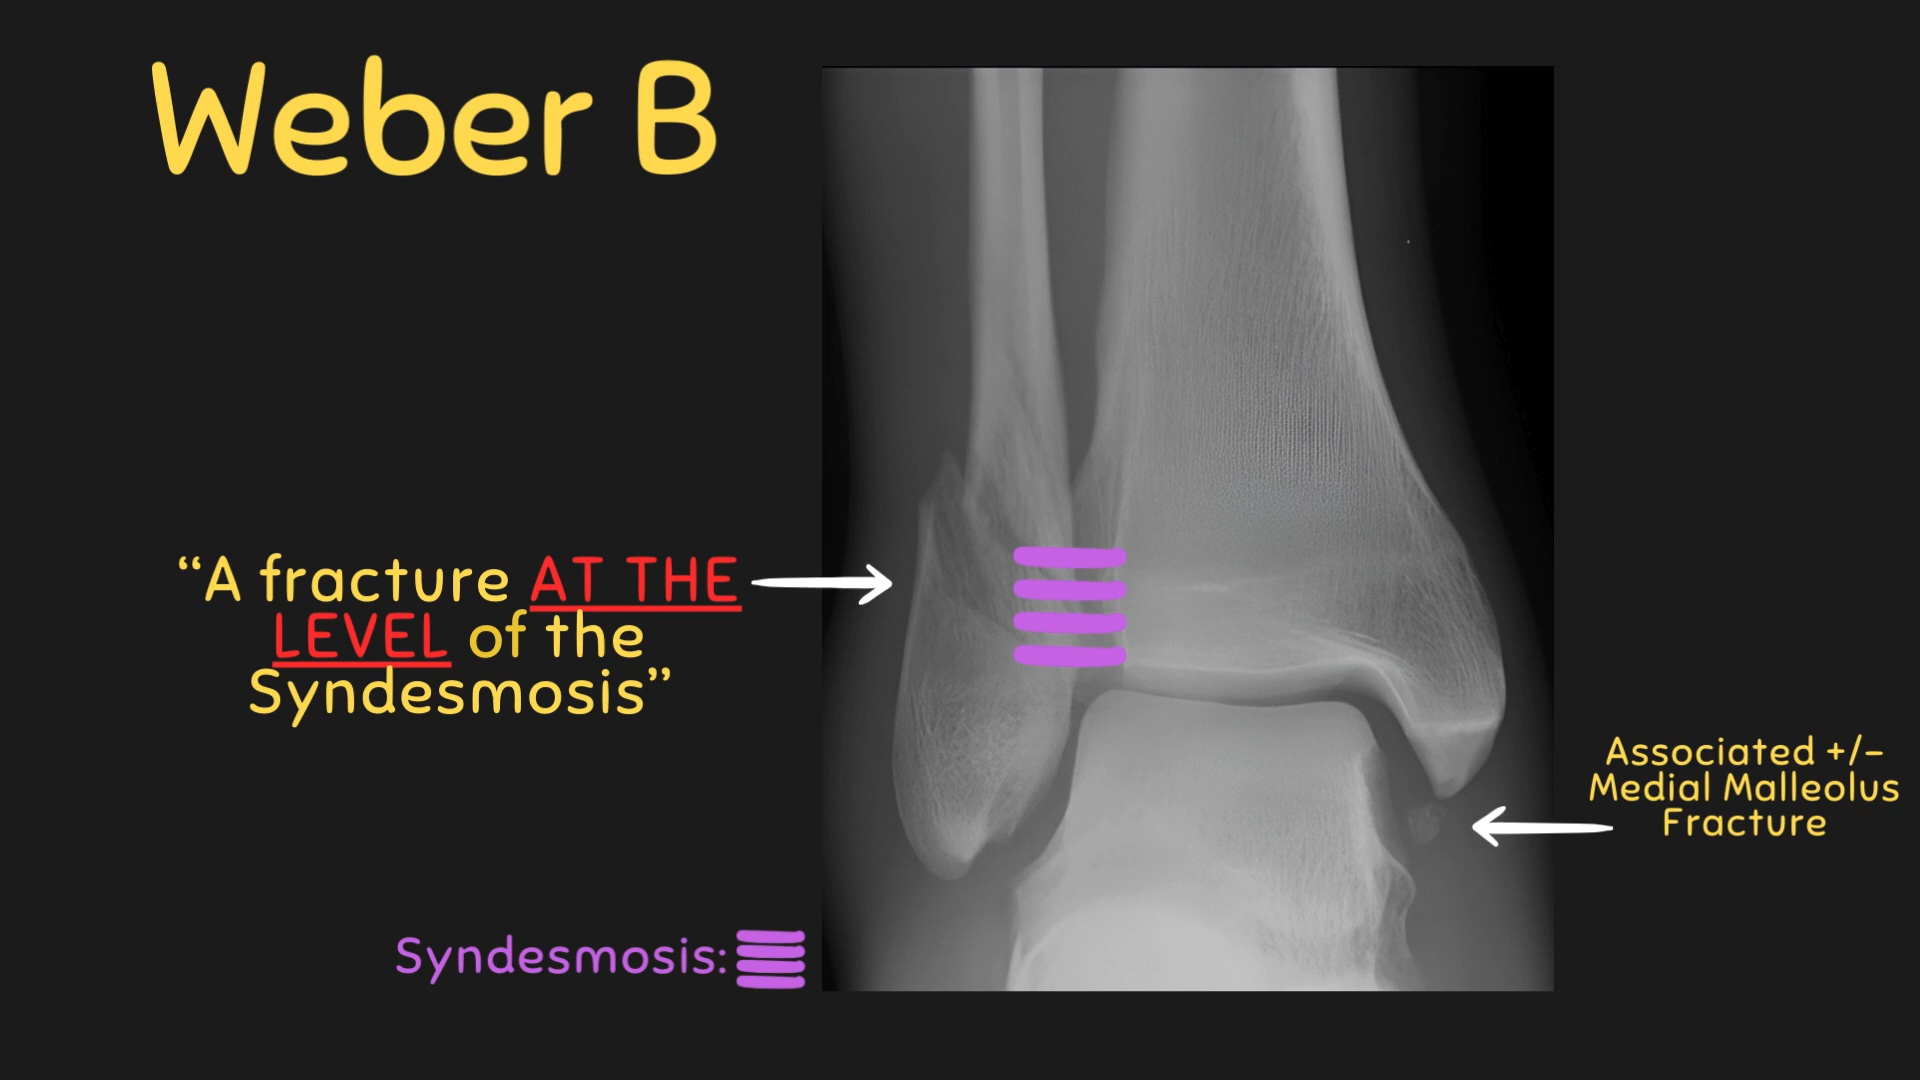 Weber B
“A fracture AT THE
LEVEL of the
Syndesmosis”
Associated +/-
Medial Malleolus
Fracture
Syndesmosis: